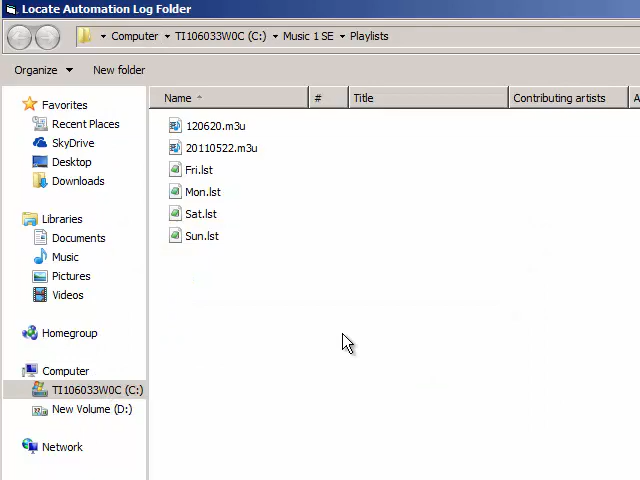 Locate Automation Log Folder
Computer TI106033W0C (C:) Music 1 SE Playlists
Organize New folder
Name # Title Contributing artists A
Favorites
Recent Places
SkyDrive
Desktop
Downloads
Libraries
Documents
Music
Pictures
Videos
Homegroup
Computer
TI106033W0C (C:)
New Volume (D:)
Network
120620.m3u
20110522.m3u
Fri.lst
Mon.lst
Sat.lst
Sun.lst